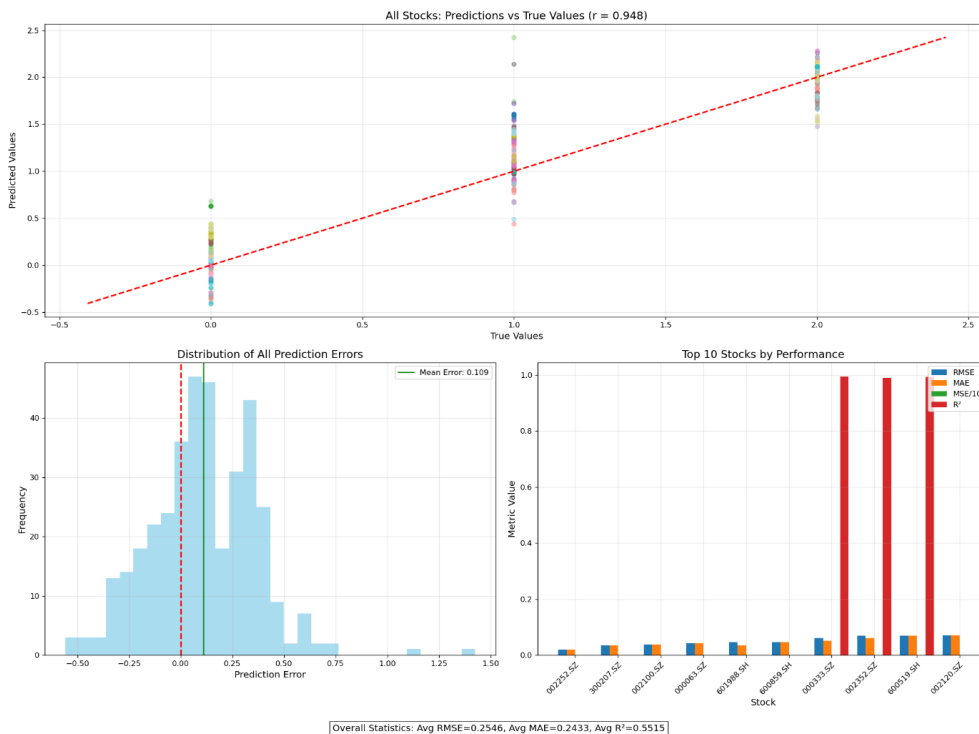 All Stocks: Predictions vs True Values (r = 0.948)
2.5
2.0
1.5
1.0
0.5
0.0
−0.5
Predicted Values
−0.5
0.0
0.5
1.0
1.5
2.0
2.5
True Values
Distribution of All Prediction Errors
Mean Error: 0.109
40
30
20
10
0
Frequency
−0.50
−0.25
0.00
0.25
0.50
0.75
1.00
1.25
1.50
Prediction Error
Top 10 Stocks by Performance
RMSE
MAE
MSE/10
R²
1.0
0.8
0.6
0.4
0.2
0.0
Metric Value
002252.SZ
300207.SZ
002100.SZ
000063.SZ
601988.SH
600859.SH
000333.SZ
002352.SZ
600519.SH
002120.SZ
Stock
Overall Statistics: Avg RMSE=0.2546, Avg MAE=0.2433, Avg R²=0.5515